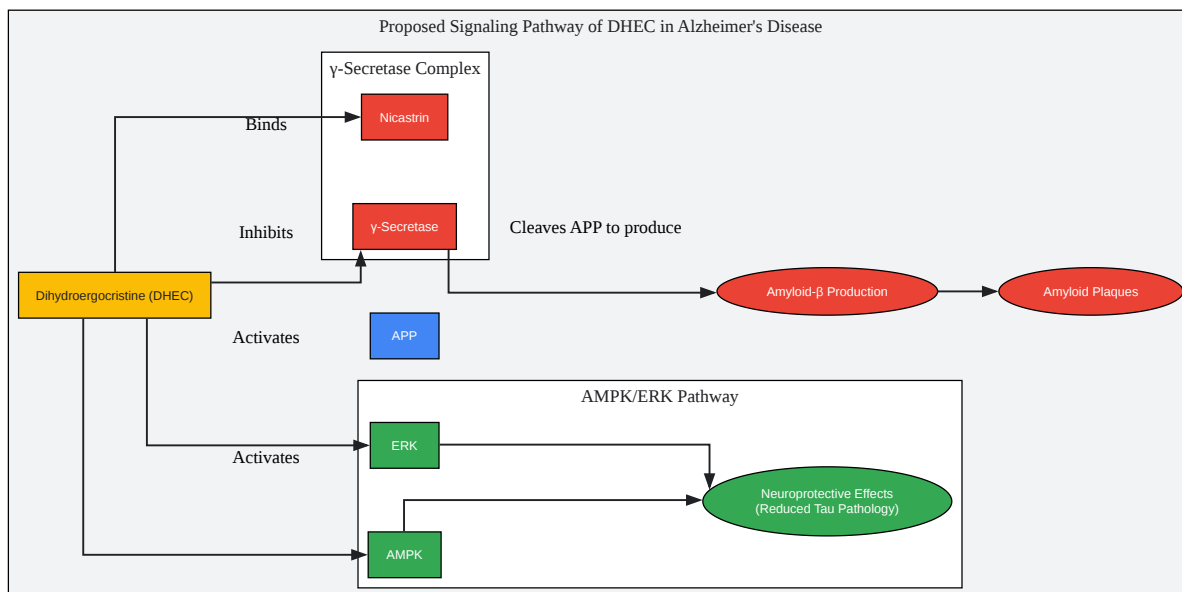 Proposed Signaling Pathway of DHEC in Alzheimer's Disease
γ-Secretase Complex
Nicastrin
Binds
γ-Secretase
Inhibits
Cleaves APP to produce
Dihydroergocristine (DHEC)
Amyloid-β Production
Amyloid Plaques
Activates
APP
AMPK/ERK Pathway
ERK
Activates
Neuroprotective Effects
(Reduced Tau Pathology)
AMPK